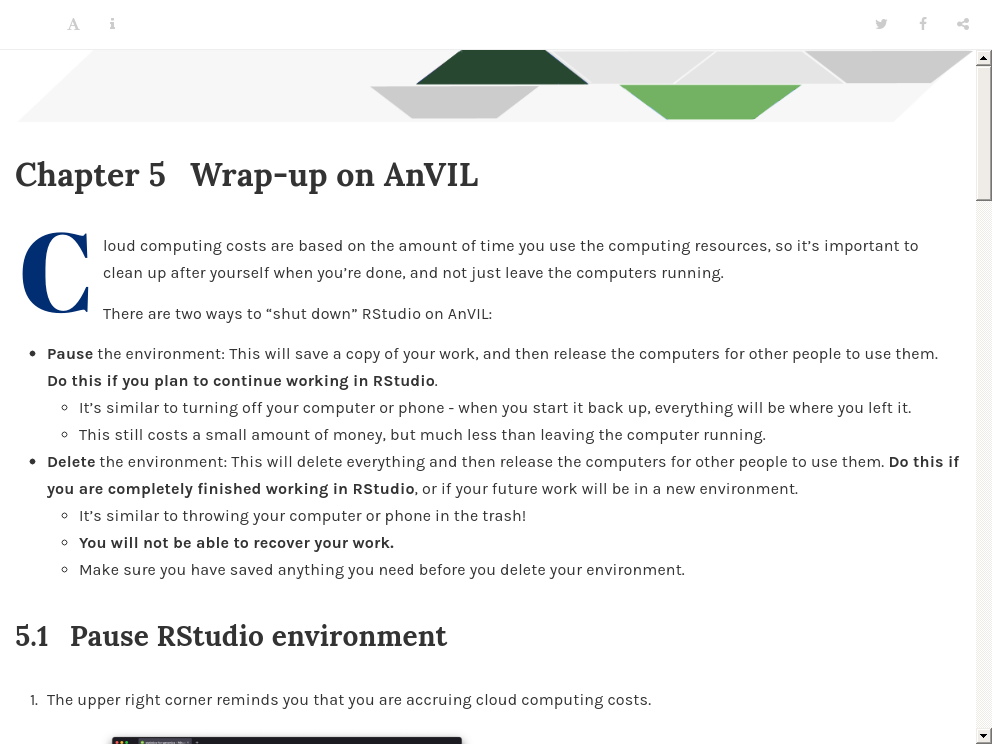 Chapter 5 Wrap-up on AnVIL
Cloud computing costs are based on the amount of time you use the computing resources, so it’s important to
clean up after yourself when you’re done, and not just leave the computers running.
There are two ways to “shut down” RStudio on AnVIL:
• Pause the environment: This will save a copy of your work, and then release the computers for other people to use them.
Do this if you plan to continue working in RStudio.
◦ It’s similar to turning off your computer or phone - when you start it back up, everything will be where you left it.
◦ This still costs a small amount of money, but much less than leaving the computer running.
• Delete the environment: This will delete everything and then release the computers for other people to use them. Do this if
you are completely finished working in RStudio, or if your future work will be in a new environment.
◦ It’s similar to throwing your computer or phone in the trash!
◦ You will not be able to recover your work.
◦ Make sure you have saved anything you need before you delete your environment.
5.1 Pause RStudio environment
1. The upper right corner reminds you that you are accruing cloud computing costs.